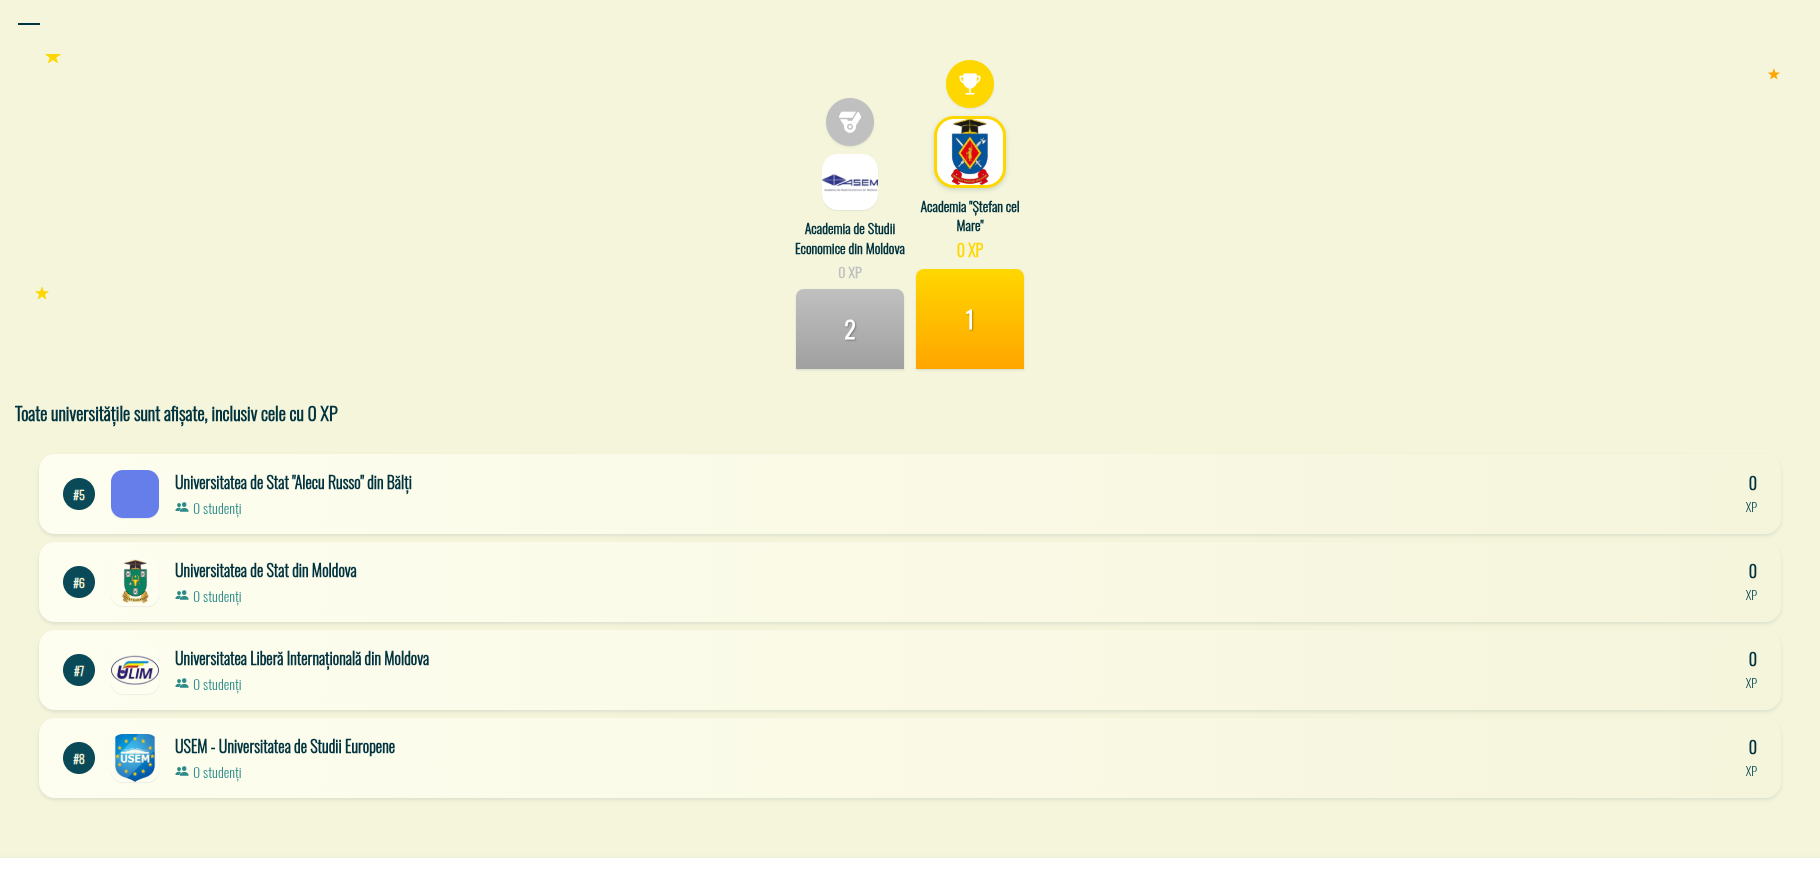 ASEM
Academia de Studii
Economice din Moldova
0 XP
2
Academia "Ștefan cel
Mare"
0 XP
1
Toate universitățile sunt afișate, inclusiv cele cu 0 XP
#5
Universitatea de Stat "Alecu Russo" din Bălți
0 studenți
0
XP
#6
Universitatea de Stat din Moldova
0 studenți
0
XP
#7
ULIM
Universitatea Liberă Internațională din Moldova
0 studenți
0
XP
#8
USEM
USEM - Universitatea de Studii Europene
0 studenți
0
XP